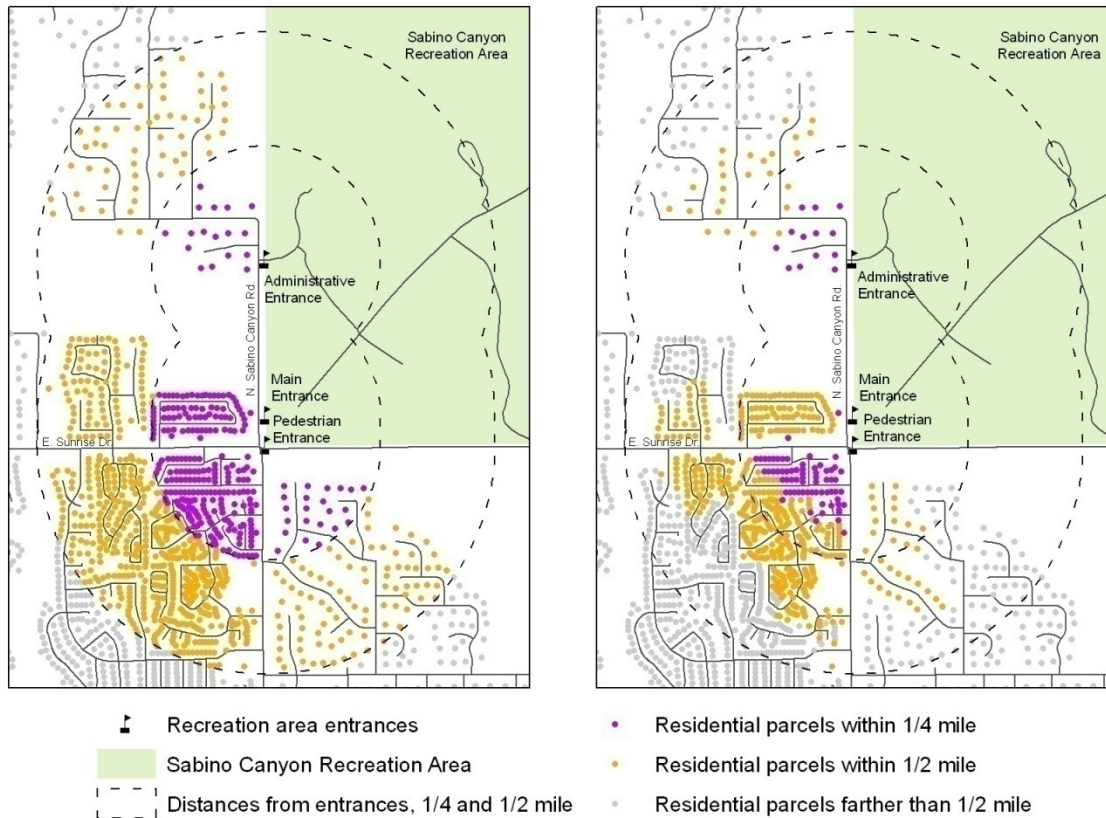 Sabino Canyon
Recreation Area
N. Sabino Canyon Rd.
Administrative
Entrance
Main
Entrance
Pedestrian
Entrance
E. Sunrise Dr.
Sabino Canyon
Recreation Area
N. Sabino Canyon Rd.
Administrative
Entrance
Main
Entrance
Pedestrian
Entrance
E. Sunrise Dr.
Recreation area entrances
Sabino Canyon Recreation Area
Distances from entrances, 1/4 and 1/2 mile
Residential parcels within 1/4 mile
Residential parcels within 1/2 mile
Residential parcels farther than 1/2 mile